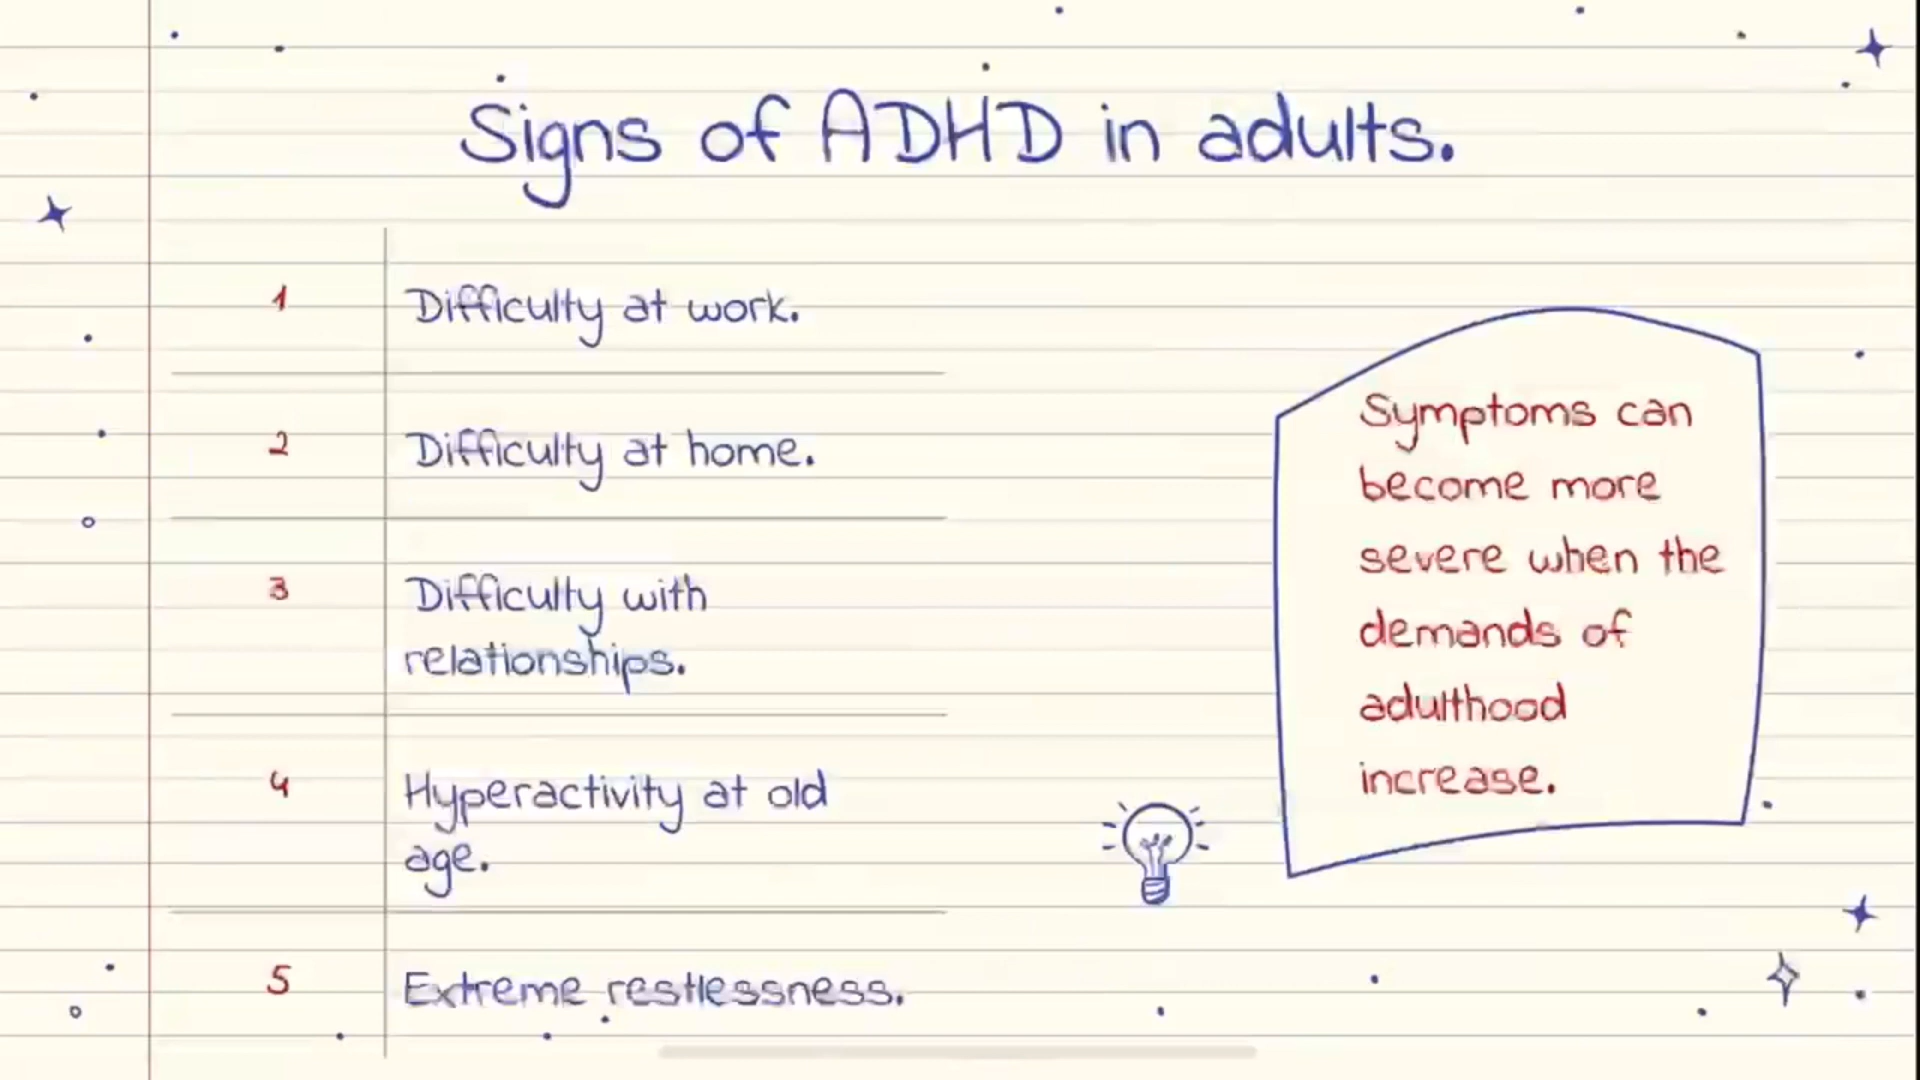 Signs of ADHD in adults.
1
Difficulty at work.
2
Difficulty at home.
3
Difficulty with
relationships.
4
Hyperactivity at old
age.
5
Extreme restlessness.
Symptoms can
become more
severe when the
demands of
adulthood
increase.